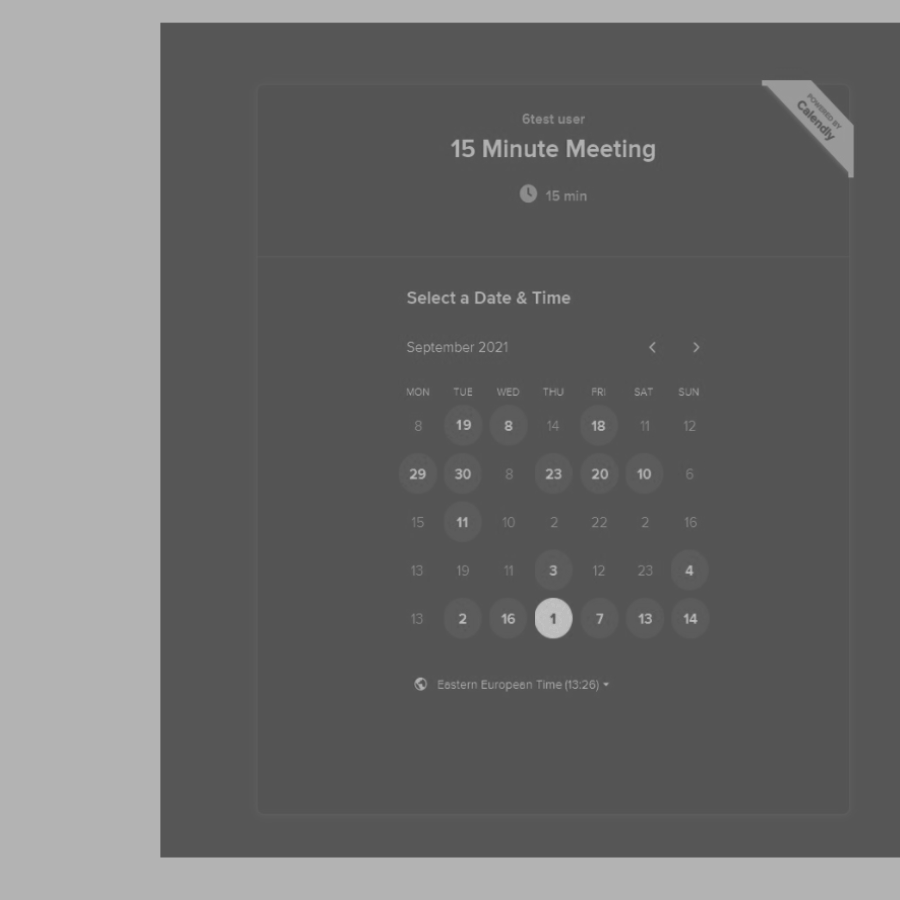 POWERED BY
Calendly
6test user
15 Minute Meeting
15 min
Select a Date & Time
September 2021
MON TUE WED THU FRI SAT SUN
8 19 8 14 18 11 12
29 30 8 23 20 10 6
15 11 10 2 22 2 16
13 19 11 3 12 23 4
13 2 16 1 7 13 14
Eestern Europeen Time (13:26)